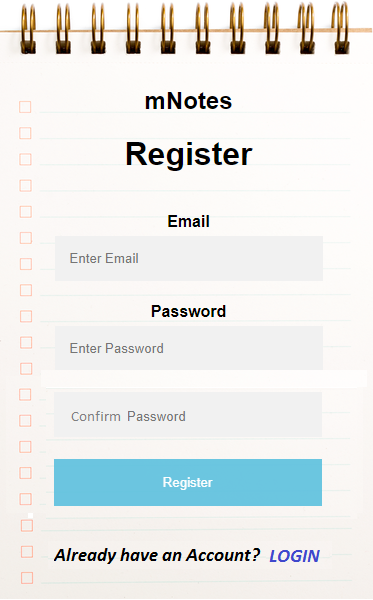 mNotes
Register
Email
Enter Email
Password
Enter Password
Confirm Password
Register
Already have an Account? LOGIN